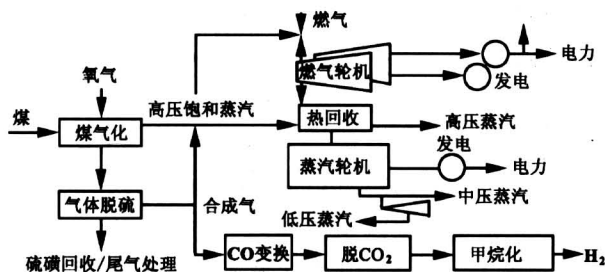 燃气
氧气
燃气轮机
电力
发电
煤
煤气化
高压饱和蒸汽
热回收
高压蒸汽
发电
蒸汽轮机
电力
中压蒸汽
气体脱硫
合成气
低压蒸汽
硫磺回收/尾气处理
CO变换
脱CO₂
甲烷化
H₂